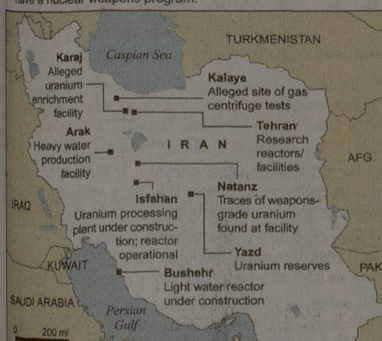 have a nuclear weapons program.
Caspian Sea
TURKMENISTAN
Karaj
Alleged
uranium
enrichment
facility
Kalaye
Alleged site of gas
centrifuge tests
Tehran
Research
reactors/
facilities
Arak
Heavy water
production
facility
IRAN
AFG.
Natanz
Traces of weapons-
grade uranium
found at facility
IRAQ
Isfahan
Uranium processing
plant under construc-
tion; reactor
operational
Yazd
Uranium reserves
KUWAIT
PAK
Bushehr
Light water reactor
under construction
SAUDI ARABIA
Persian
Gulf
0 200 mi